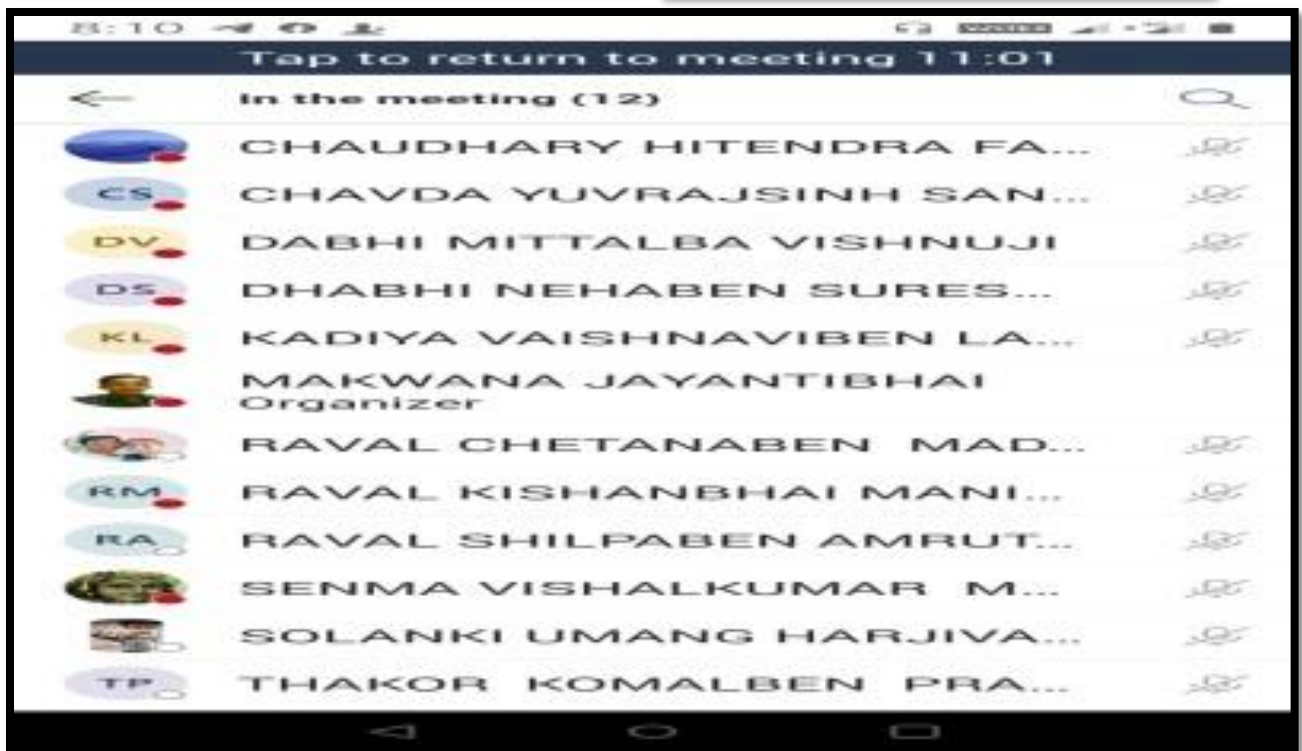 8:10
Tap to return to meeting 11:01
In the meeting (12)
CHAUDHARY HITENDRA FA...
CS CHAVDA YUVRAJSINH SAN...
DV DABHI MITTALBA VISHNUJI
DS DHABHI NEHABEN SURES...
KL KADIYA VAISHNAVIBEN LA...
MAKWANA JAYANTIBHAI
Organizer
RAVAL CHETANABEN MAD...
RM RAVAL KISHANBHAI MANI...
RA RAVAL SHILPABEN AMRUT...
SENMA VISHALKUMAR M...
SOLANKI UMANG HARJIVA...
TP THAKOR KOMALBEN PRA...